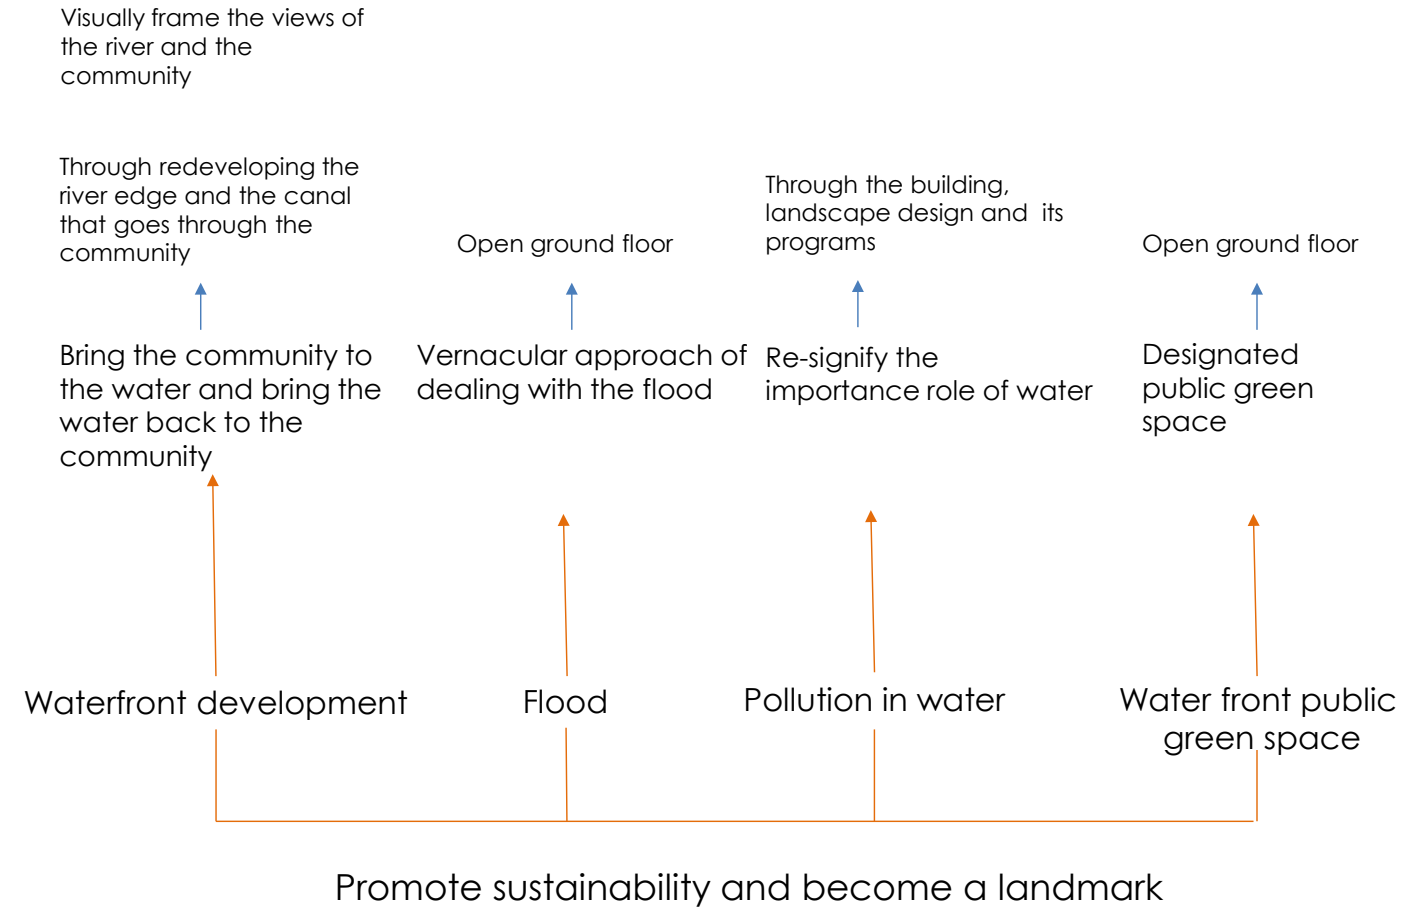 Visually frame the views of
the river and the
community
Through redeveloping the
river edge and the canal
that goes through the
community
Open ground floor
Through the building,
landscape design and  its
programs
Open ground floor
Bring the community to
the water and bring the
water back to the
community
Vernacular approach of
dealing with the flood
Re-signify the
importance role of water
Designated
public green
space
Waterfront development
Flood
Pollution in water
Water front public
green space
Promote sustainability and become a landmark